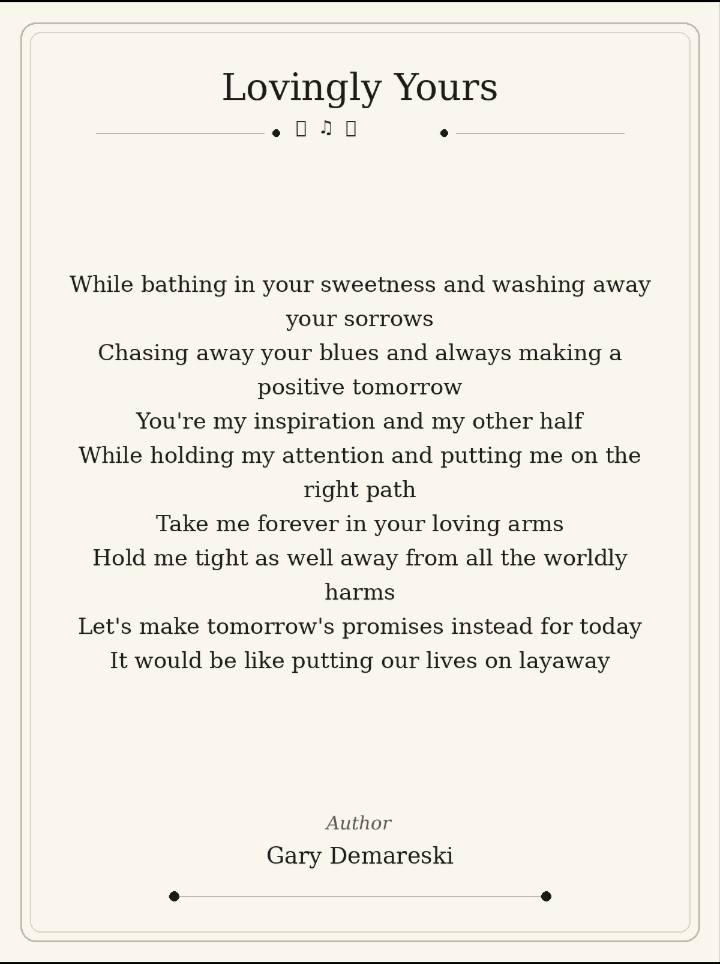 Lovingly Yours
♫
While bathing in your sweetness and washing away
your sorrows
Chasing away your blues and always making a
positive tomorrow
You're my inspiration and my other half
While holding my attention and putting me on the
right path
Take me forever in your loving arms
Hold me tight as well away from all the worldly
harms
Let's make tomorrow's promises instead for today
It would be like putting our lives on layaway
Author
Gary Demareski